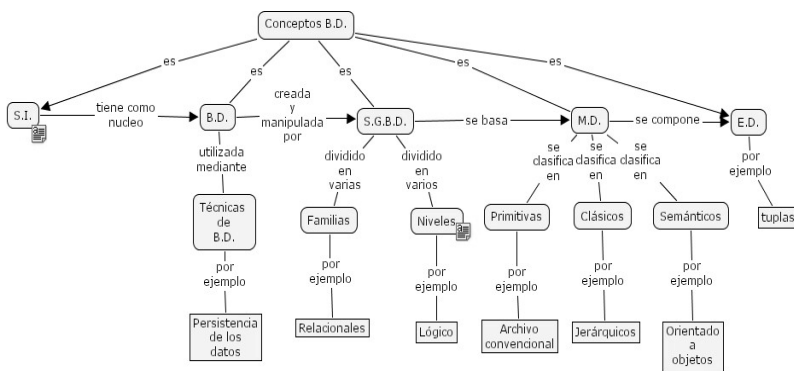 Conceptos B.D.
es
es
es
es
es
S.I.
tiene como
nucleo
B.D.
creada
y
manipulada
por
S.G.B.D.
se basa
M.D.
se compone
E.D.
utilizada
mediante
dividido
en
varias
dividido
en
varios
se
clasifica
en
se
clasifica
en
se
clasifica
en
por
ejemplo
Técnicas
de
B.D.
Familias
Niveles
Primitivas
Clásicos
Semánticos
tuplas
por
ejemplo
por
ejemplo
por
ejemplo
por
ejemplo
por
ejemplo
por
ejemplo
Persistencia
de los
datos
Relacionales
Lógico
Archivo
convencional
Jerárquicos
Orientado
a
objetos